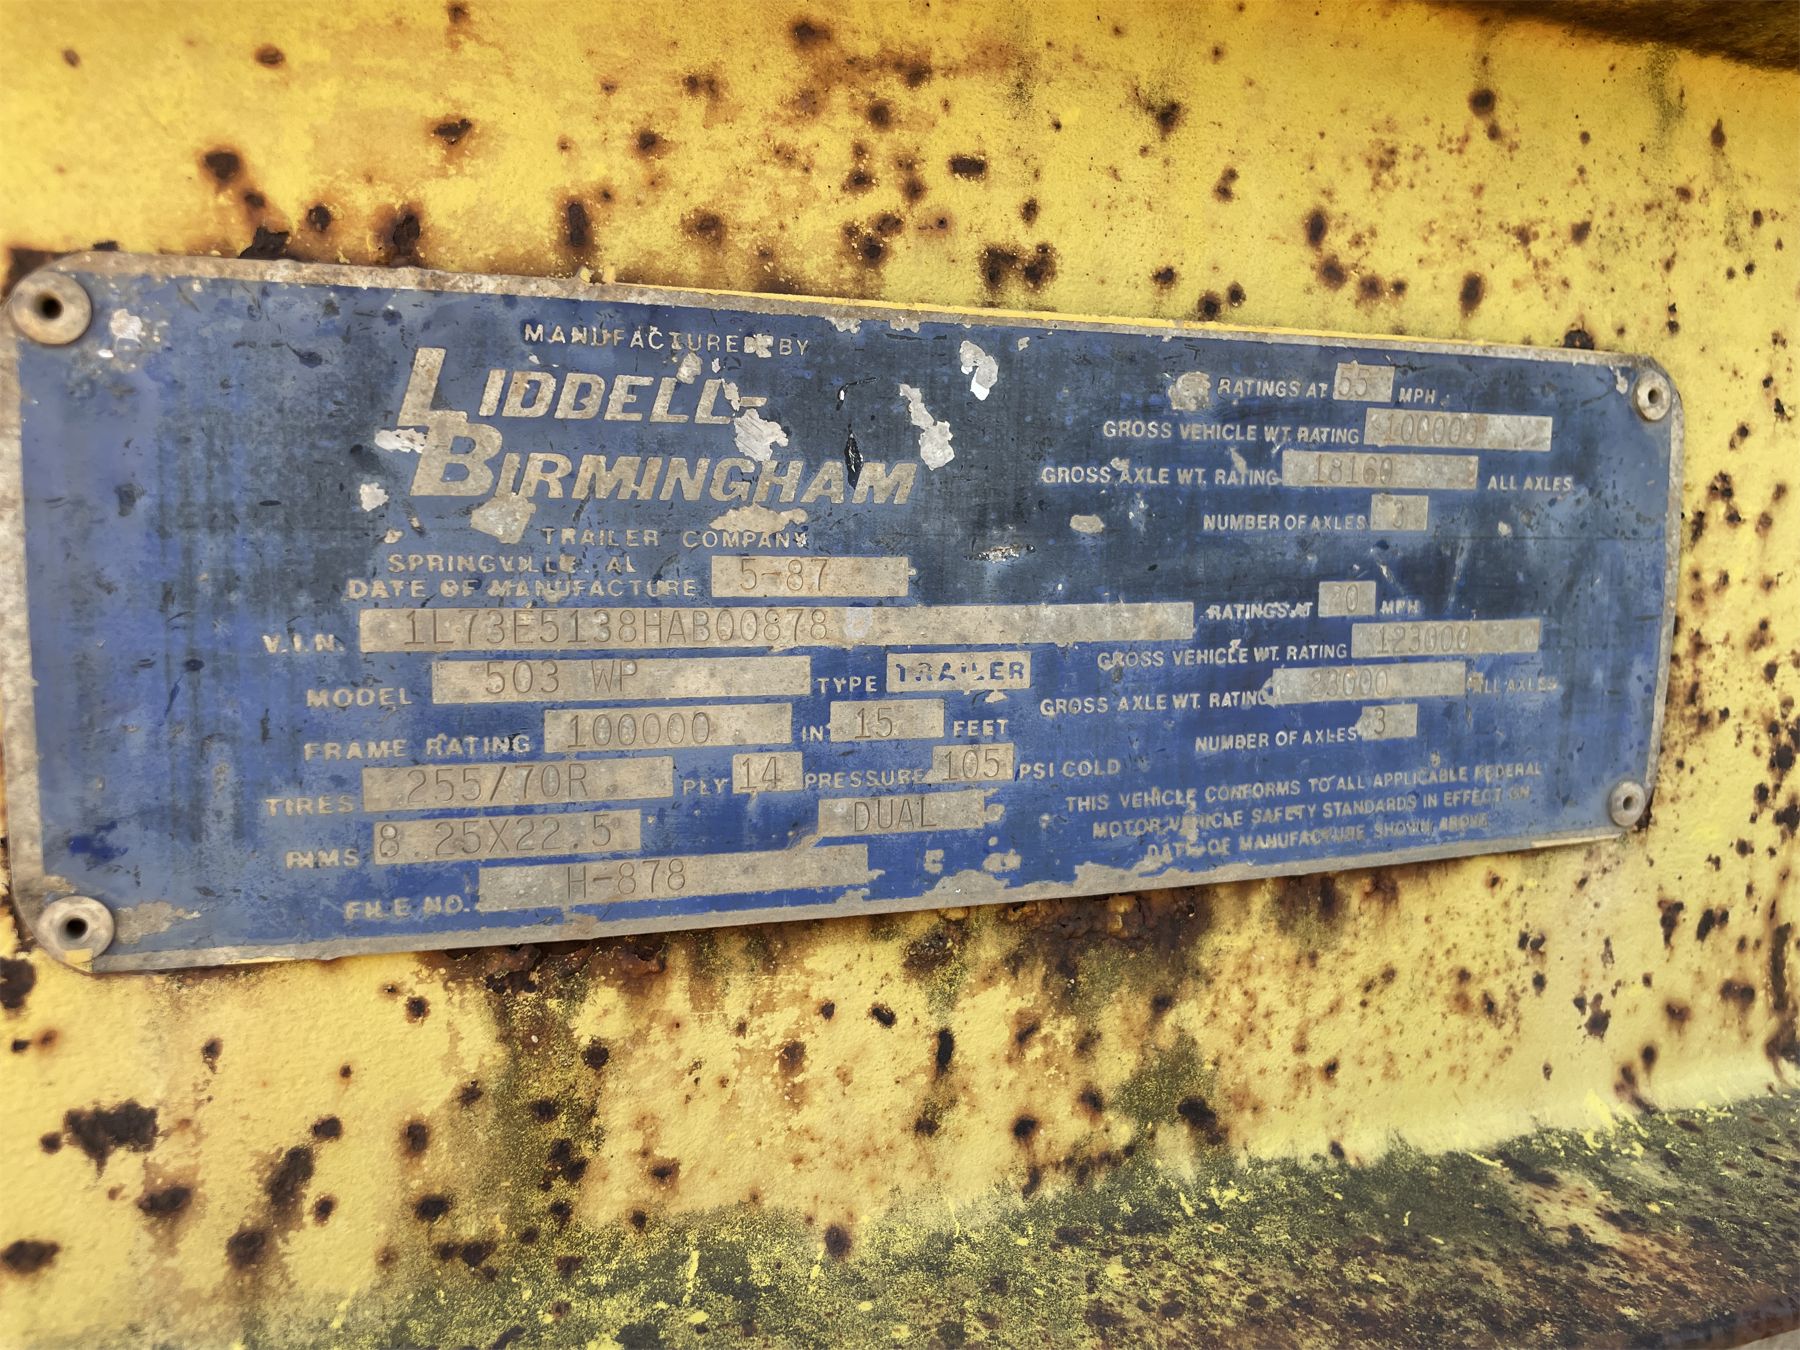 MANUFACTURED BY
LIDDELL-
BIRMINGHAM
TRAILER COMPANY
SPRINGVILLE, AL
DATE OF MANUFACTURE 5-87
V.I.N. 1L73E5138HAB00878
MODEL 503 WP TYPE TRAILER
FRAME RATING 100000 IN 15 FEET
TIRES 255/70R PLY 14 PRESSURE 105 PSI COLD
RIMS 8.25X22.5 DUAL
FILE NO. H-878
RATINGS AT 55 MPH
GROSS VEHICLE WT. RATING 100000
GROSS AXLE WT. RATING 18160 ALL AXLES
NUMBER OF AXLES 3
RATINGS AT MPH
GROSS VEHICLE WT. RATING 123000
GROSS AXLE WT. RATING 23000 ALL AXLES
NUMBER OF AXLES 3
THIS VEHICLE CONFORMS TO ALL APPLICABLE FEDERAL
MOTOR VEHICLE SAFETY STANDARDS IN EFFECT ON
DATE OF MANUFACTURE SHOWN ABOVE